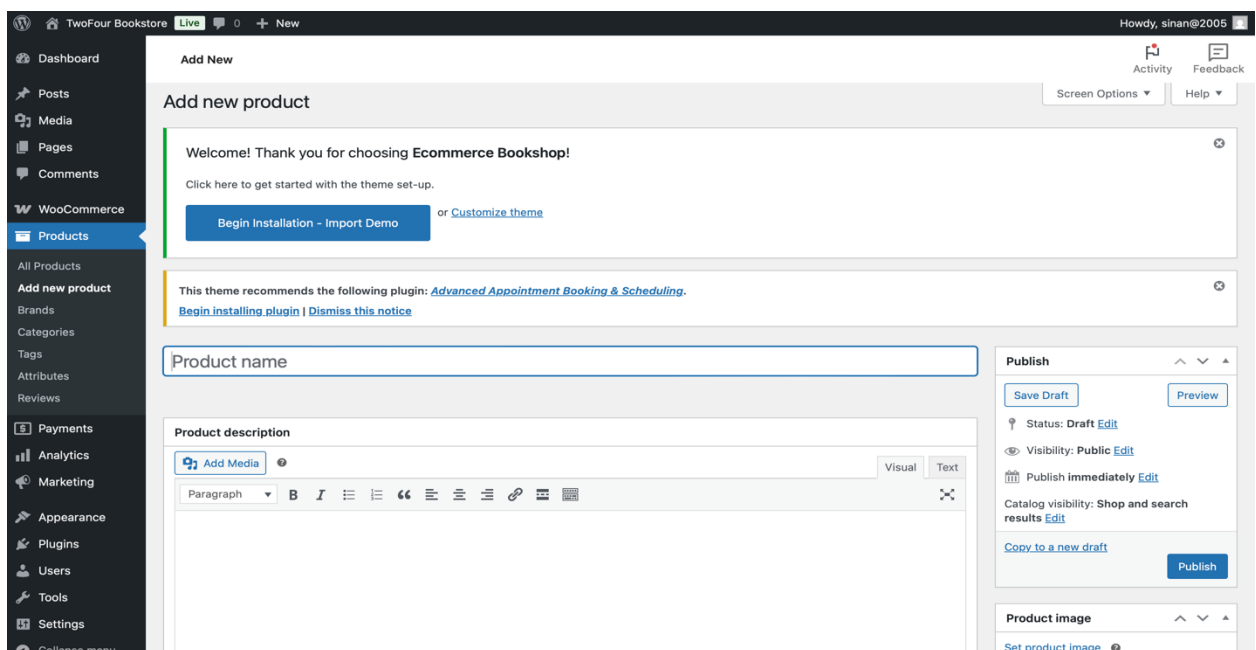 TwoFour Bookstore Live 0 + New Howdy, sinan@2005
Dashboard
Posts
Media
Pages
Comments
WooCommerce
Products
All Products
Add new product
Brands
Categories
Tags
Attributes
Reviews
Payments
Analytics
Marketing
Appearance
Plugins
Users
Tools
Settings
Collapse menu
Add New
Activity Feedback
Add new product
Screen Options Help
Welcome! Thank you for choosing Ecommerce Bookshop!
Click here to get started with the theme set-up.
Begin Installation - Import Demo or Customize theme
This theme recommends the following plugin: Advanced Appointment Booking & Scheduling.
Begin installing plugin | Dismiss this notice
Product name
Product description
Add Media
Visual Text
Paragraph B I
Publish
Save Draft Preview
Status: Draft Edit
Visibility: Public Edit
Publish immediately Edit
Catalog visibility: Shop and search
results Edit
Copy to a new draft
Publish
Product image
Set product image